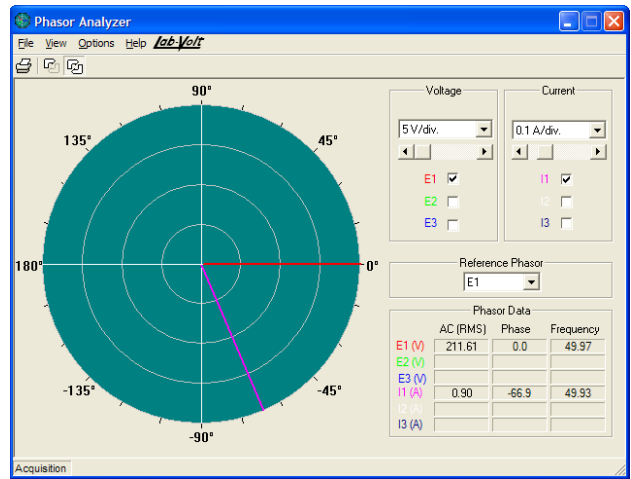 Phasor Analyzer
File View Options Help Lab-Volt
90°
135°
45°
180°
0°
-135°
-45°
-90°
Voltage
5 V/div.
E1
E2
E3
Current
0.1 A/div.
I1
I2
I3
Reference Phasor
E1
Phasor Data
AC (RMS) Phase Frequency
E1 (V) 211.61 0.0 49.97
E2 (V)
E3 (V)
I1 (A) 0.90 -66.9 49.93
I2 (A)
I3 (A)
Acquisition